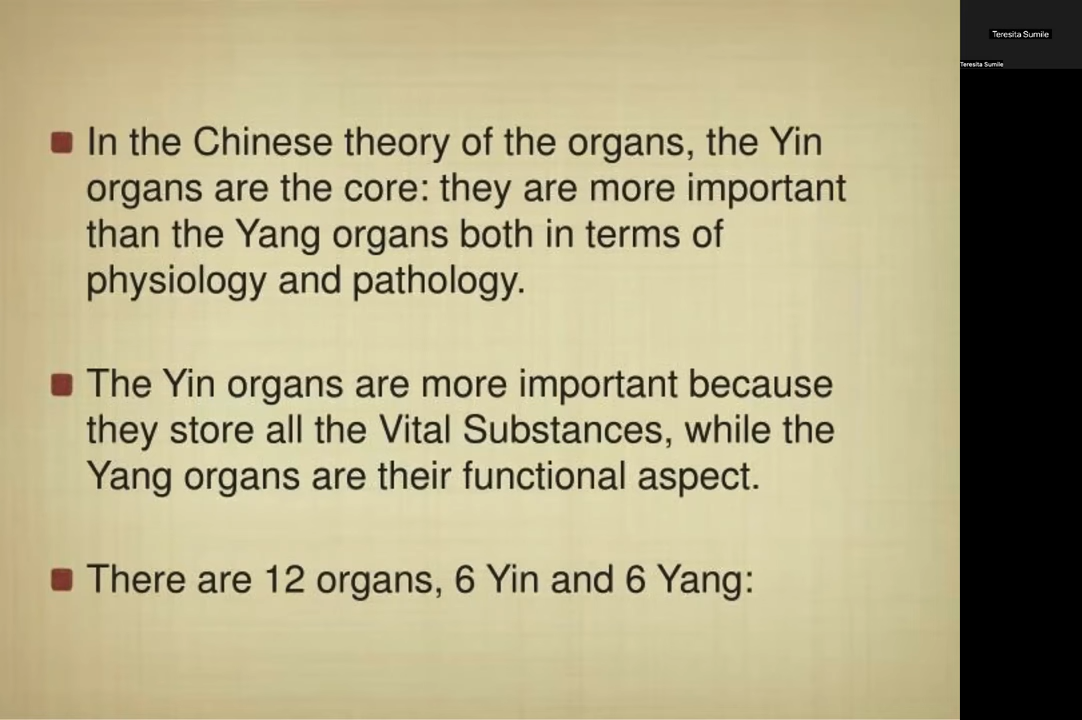 In the Chinese theory of the organs, the Yin
organs are the core: they are more important
than the Yang organs both in terms of
physiology and pathology.
The Yin organs are more important because
they store all the Vital Substances, while the
Yang organs are their functional aspect.
There are 12 organs, 6 Yin and 6 Yang:
Teresita Sumile
Teresita Sumile